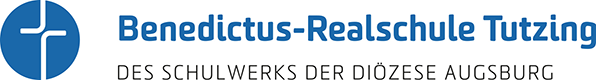 Benedictus-Realschule Tutzing
DES SCHULWERKS DER DIÖZESE AUGSBURG